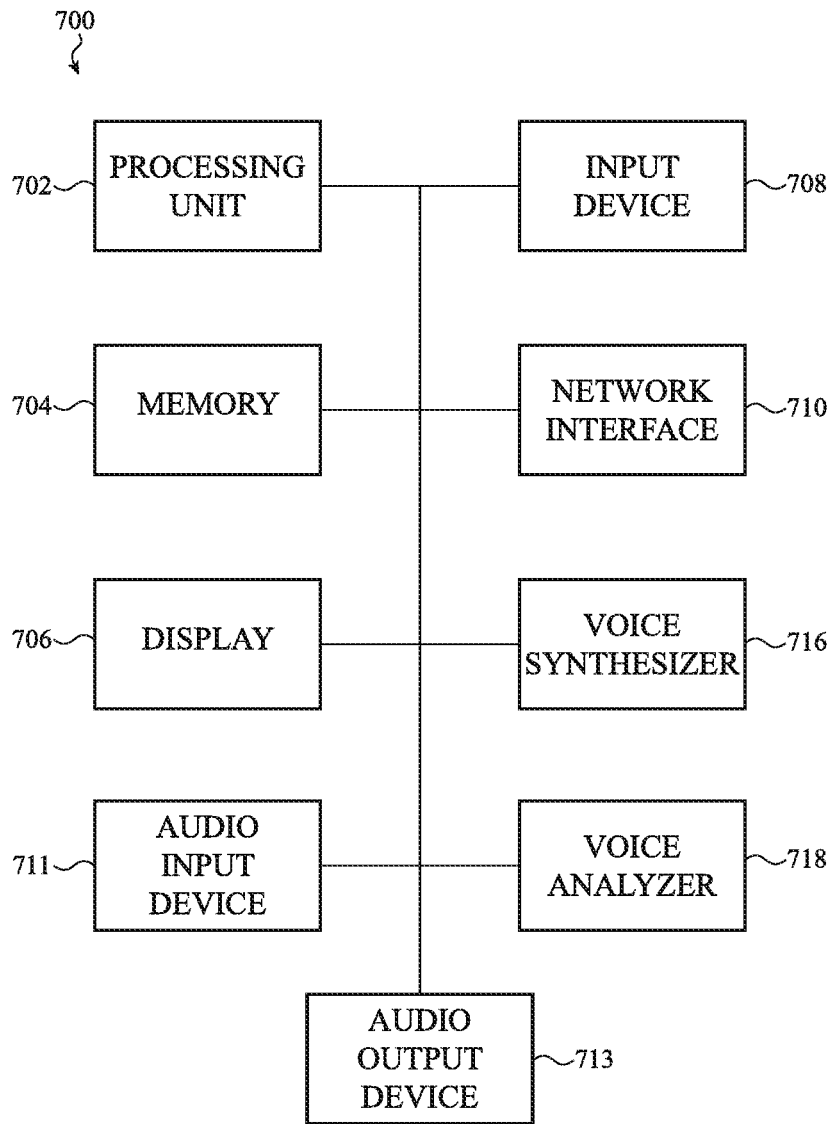 700
PROCESSING
UNIT
702
INPUT
DEVICE
708
MEMORY
704
NETWORK
INTERFACE
710
DISPLAY
706
VOICE
SYNTHESIZER
716
AUDIO
INPUT
DEVICE
711
VOICE
ANALYZER
718
AUDIO
OUTPUT
DEVICE
713